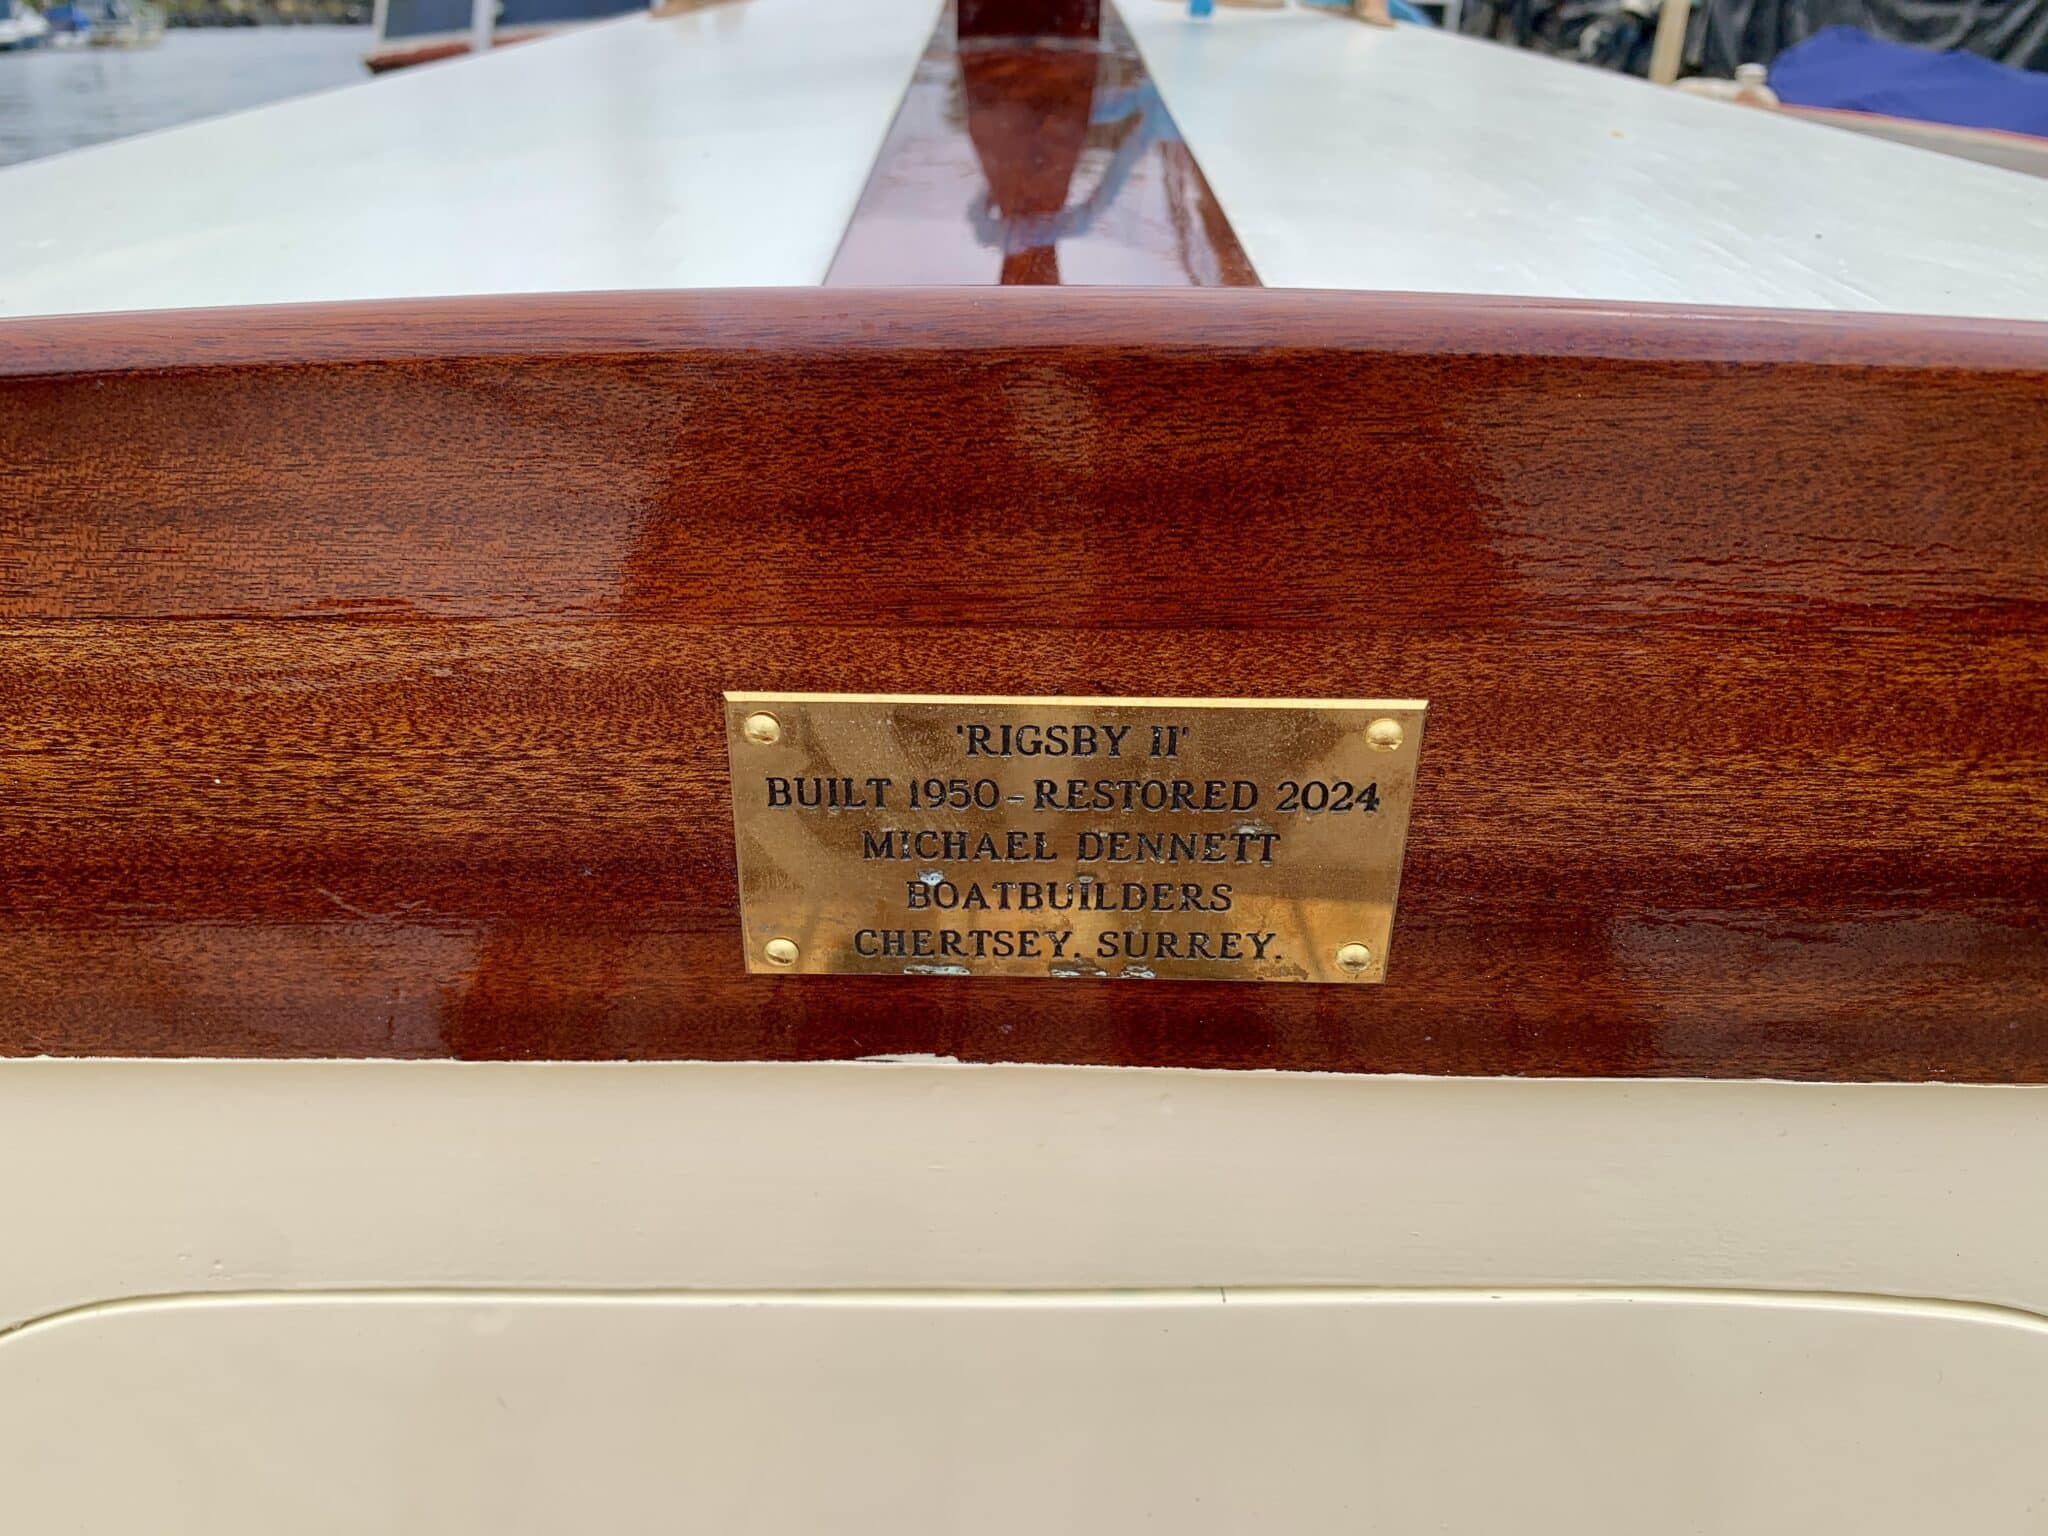 'RIGSBY II'
BUILT 1950 - RESTORED 2024
MICHAEL DENNETT
BOATBUILDERS
CHERTSEY. SURREY.